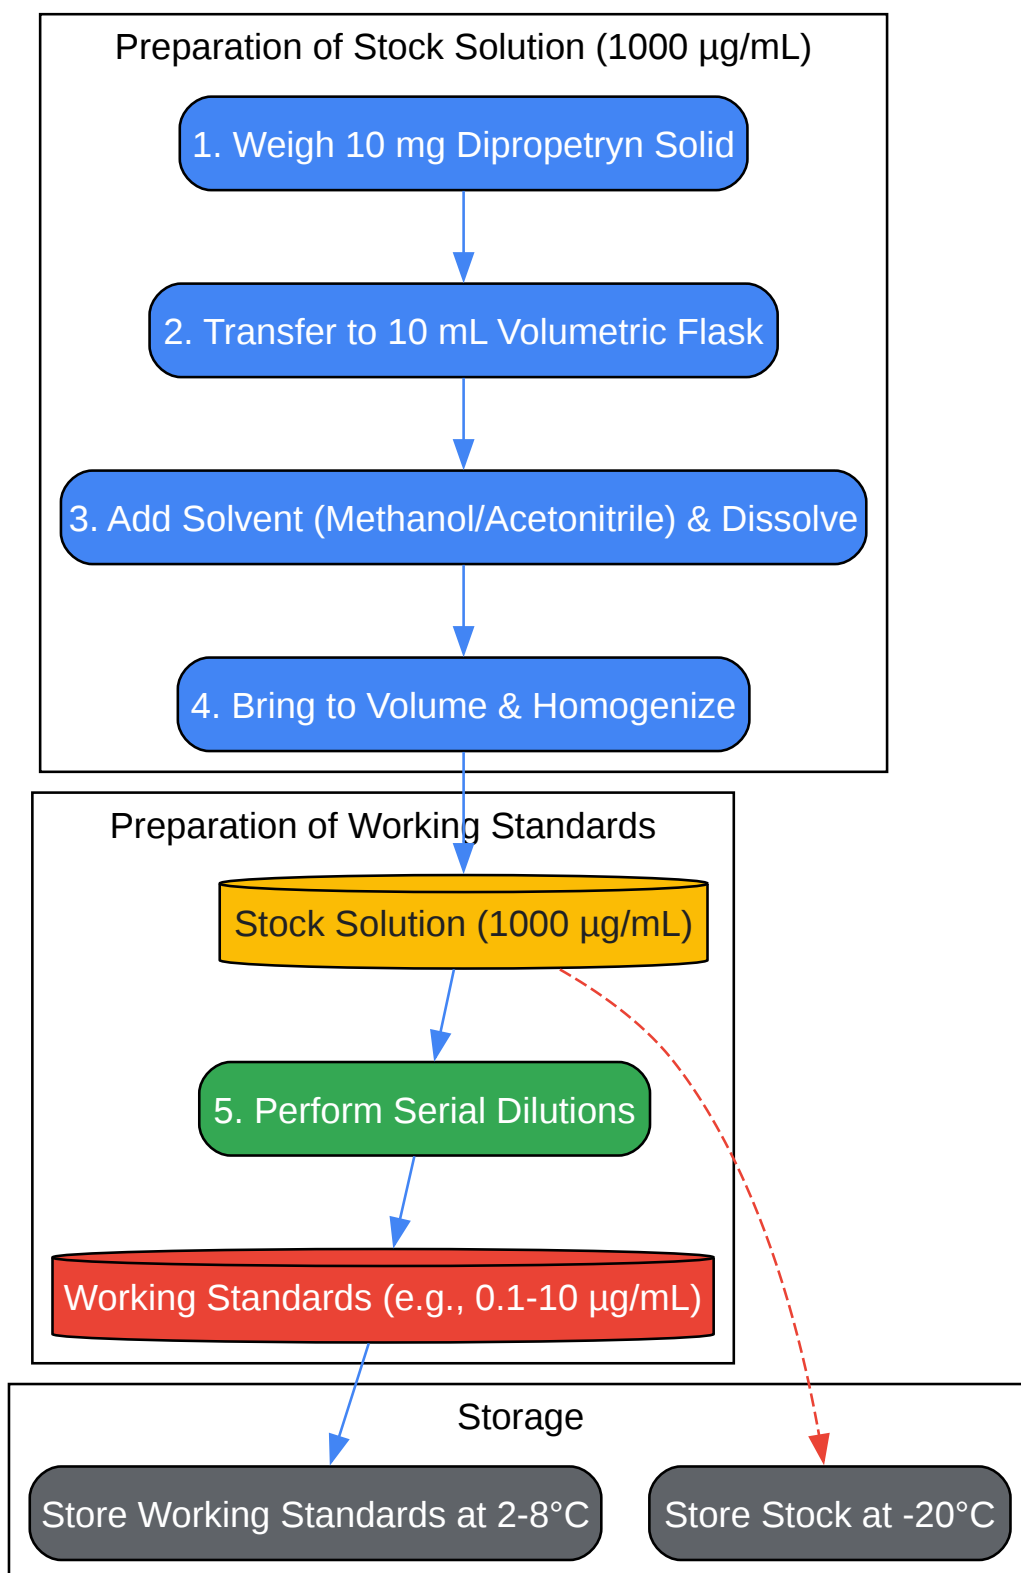 Preparation of Stock Solution (1000 µg/mL)
1. Weigh 10 mg Dipropetryn Solid
2. Transfer to 10 mL Volumetric Flask
3. Add Solvent (Methanol/Acetonitrile) & Dissolve
4. Bring to Volume & Homogenize
Preparation of Working Standards
Stock Solution (1000 µg/mL)
5. Perform Serial Dilutions
Working Standards (e.g., 0.1-10 µg/mL)
Storage
Store Working Standards at 2-8°C
Store Stock at -20°C